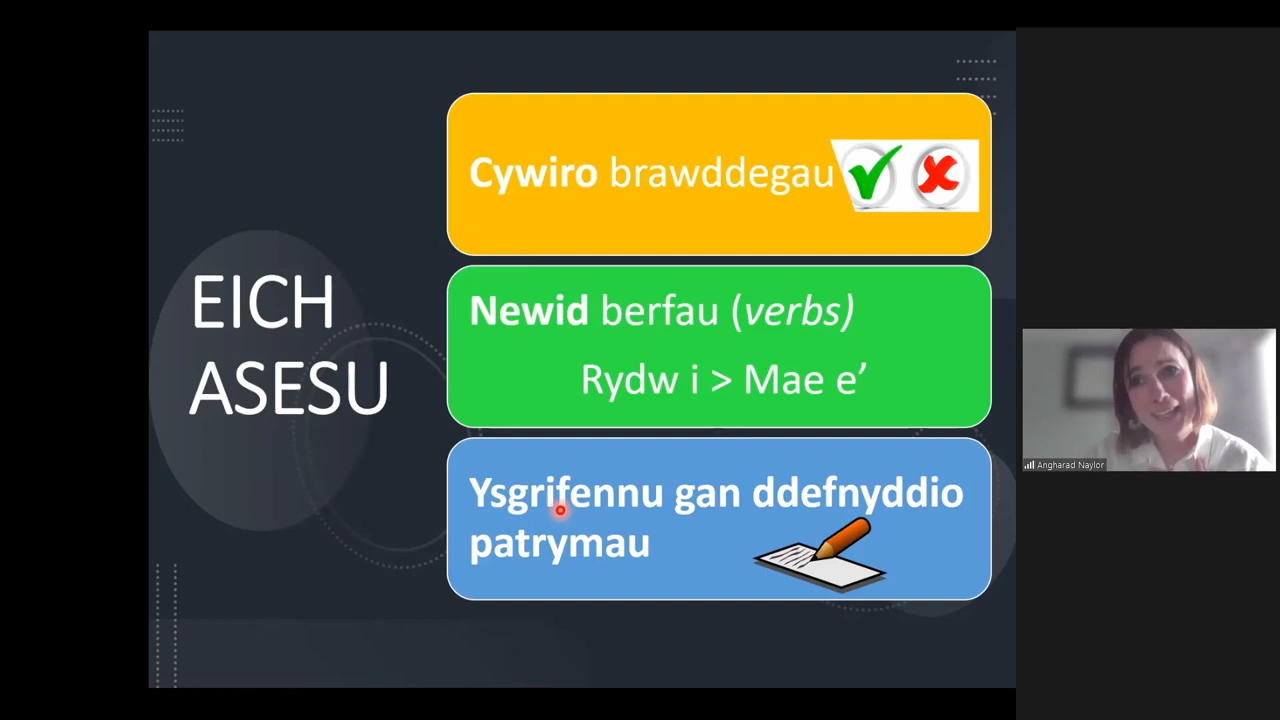 EICH
ASESU
Cywiro brawddegau
Newid berfau (verbs)
Rydw i > Mae e’
Ysgrifennu gan ddefnyddio
patrymau
Angharad Naylor